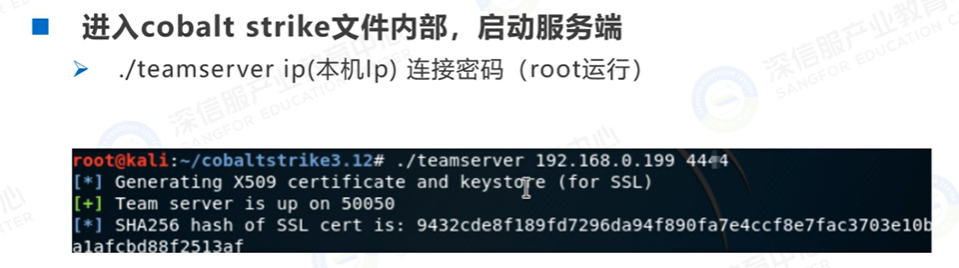 进入cobalt strike文件内部，启动服务端
./teamserver ip(本机Ip) 连接密码（root运行）
root@kali:~/cobaltstrike3.12# ./teamserver 192.168.0.199 4444
[*] Generating X509 certificate and keystore (for SSL)
[+] Team server is up on 50050
[*] SHA256 hash of SSL cert is: 9432cde8f189fd7296da94f890fa7e4ccf8e7fac3703e10b
a1afcbd88f2513af
深信服产业教育中心
SANGFOR EDUCATION CENTER